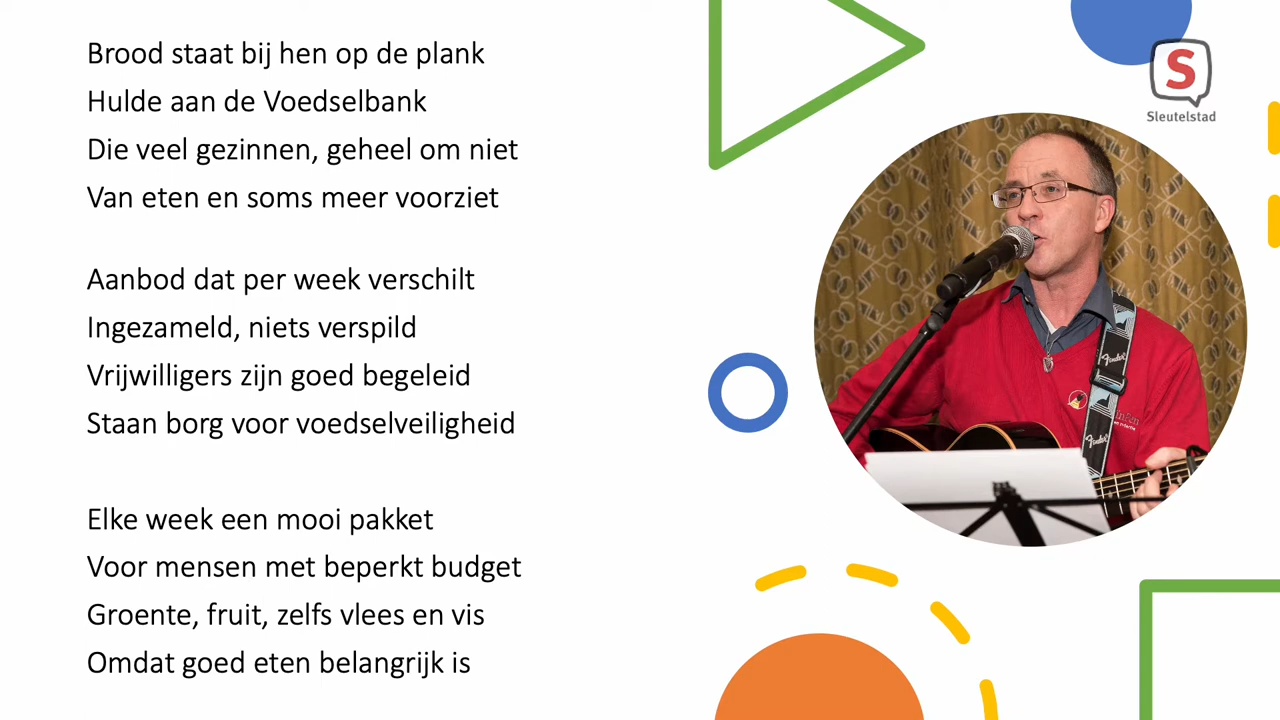 Brood staat bij hen op de plank
Hulde aan de Voedselbank
Die veel gezinnen, geheel om niet
Van eten en soms meer voorziet
Aanbod dat per week verschilt
Ingezameld, niets verspild
Vrijwilligers zijn goed begeleid
Staan borg voor voedselveiligheid
Elke week een mooi pakket
Voor mensen met beperkt budget
Groente, fruit, zelfs vlees en vis
Omdat goed eten belangrijk is
S
Sleutelstad
Fender
Fender